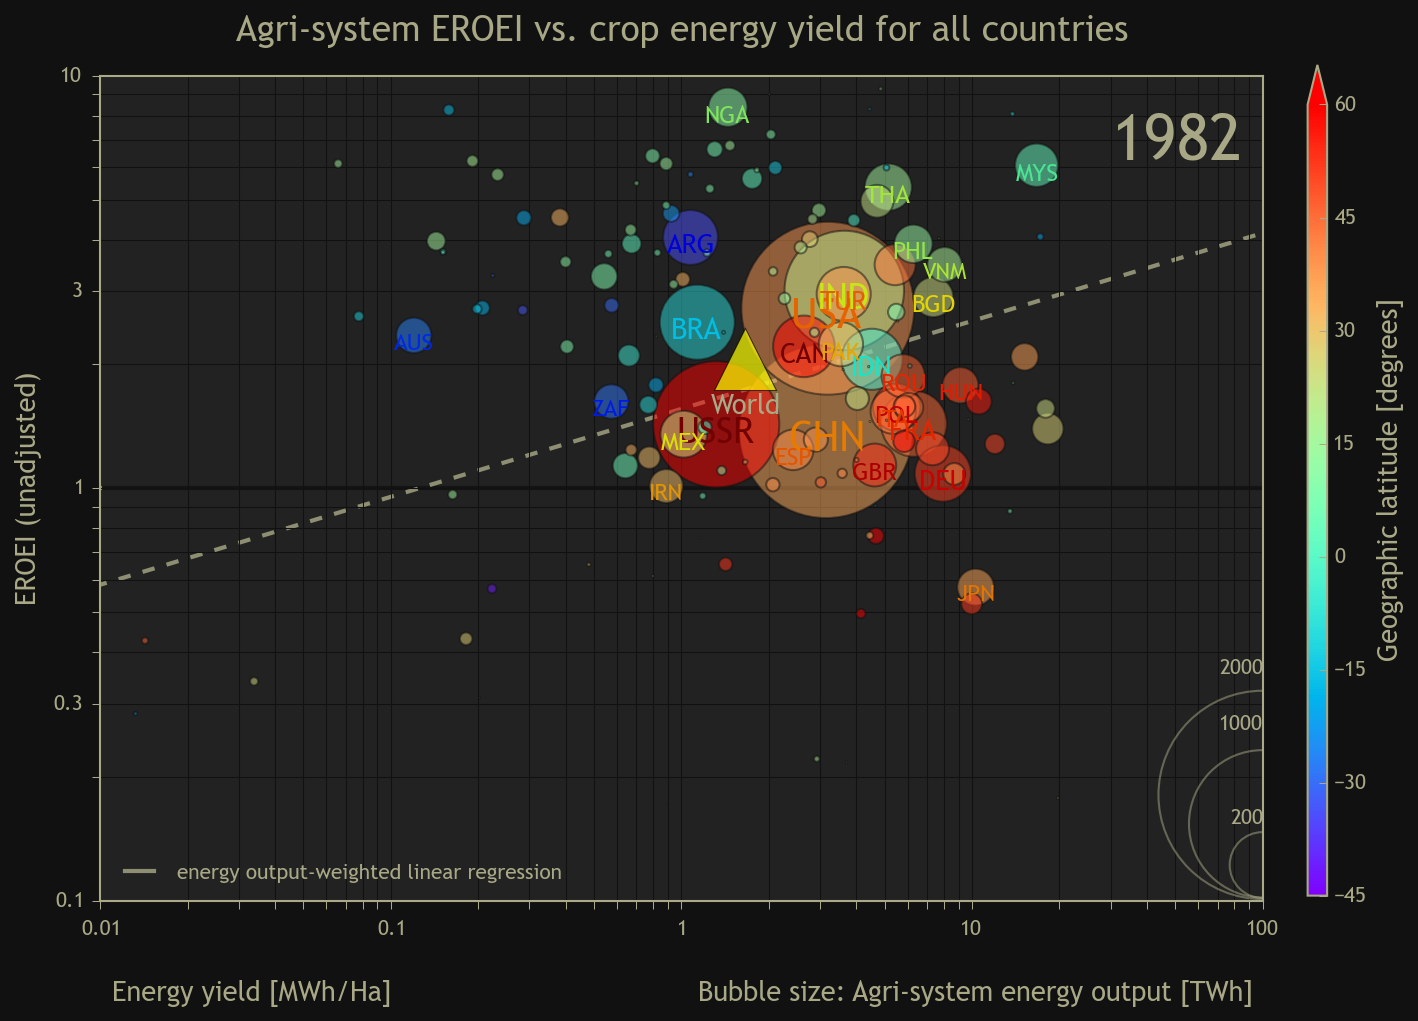 Agri-system EROEI vs. crop energy yield for all countries
1982
10
3
1
0.3
0.1
EROEI (unadjusted)
NGA
MYS
THA
ARG
PHL
VNM
BGD
IND
TUR
USA
BRA
AUS
CAN
PAK
IDN
ROU
HUN
World
ZAF
POL
USSR
MEX
CHN
FRA
ESP
GBR
DEU
IRN
JPN
2000
1000
200
energy output-weighted linear regression
0.01
0.1
1
10
100
Energy yield [MWh/Ha]
Bubble size: Agri-system energy output [TWh]
60
45
30
15
0
−15
−30
−45
Geographic latitude [degrees]